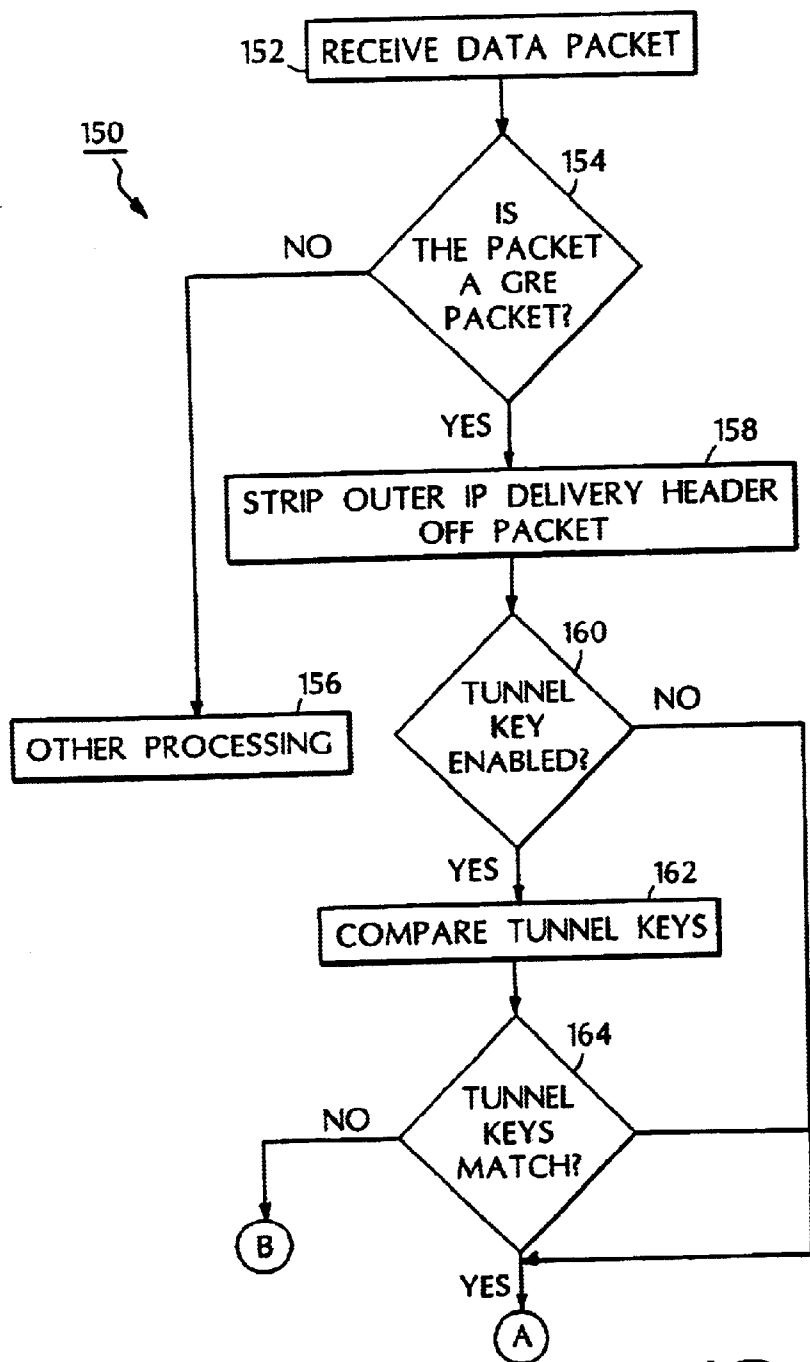 152 RECEIVE DATA PACKET
150
154
IS
THE PACKET
A GRE
PACKET?
NO
YES
158
STRIP OUTER IP DELIVERY HEADER
OFF PACKET
160
TUNNEL
KEY
ENABLED?
NO
156
OTHER PROCESSING
YES
162
COMPARE TUNNEL KEYS
164
TUNNEL
KEYS
MATCH?
NO
B
YES
A